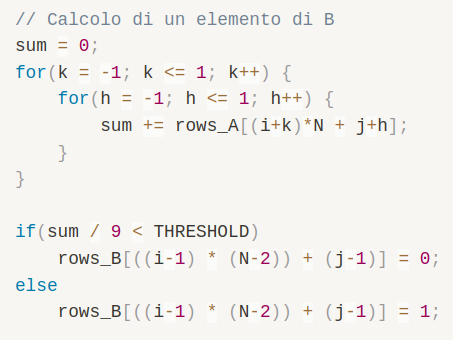 // Calcolo di un elemento di B
sum = 0;
for(k = -1; k <= 1; k++) {
    for(h = -1; h <= 1; h++) {
        sum += rows_A[(i+k)*N + j+h];
    }
}

if(sum / 9 < THRESHOLD)
    rows_B[((i-1) * (N-2)) + (j-1)] = 0;
else
    rows_B[((i-1) * (N-2)) + (j-1)] = 1;